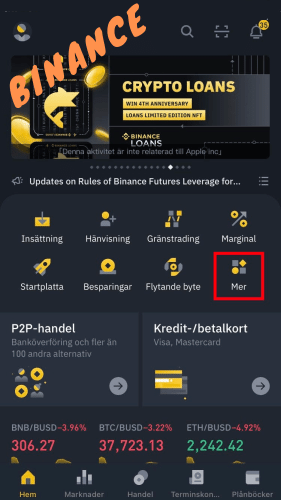 BINANCE
35
CRYPTO LOANS
WIN 4TH ANNIVERSARY
LOANS LIMITED EDITION NFT
BINANCE
LOANS
「Denna aktivitet är inte relaterad till Apple inc」
Updates on Rules of Binance Futures Leverage for...
Insättning Hänvisning Gränstrading Marginal
Startplatta Besparingar Flytande byte Mer
P2P-handel
Banköverföring och fler än
100 andra alternativ
Kredit-/betalkort
Visa, Mastercard
BNB/BUSD -3.96% BTC/BUSD -3.22% ETH/BUSD -4.92%
306.27 37,723.13 2,242.42
Hem Marknader Handel Terminskon... Plånböcker